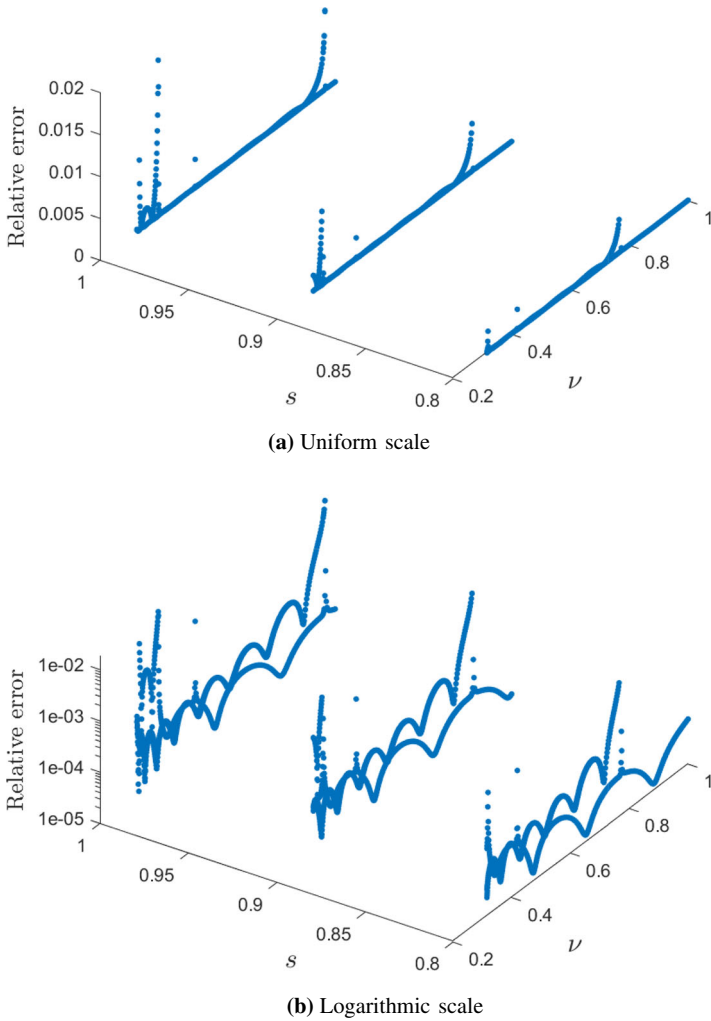 0.02
0.015
0.01
0.005
0
Relative error
1
0.95
0.9
0.85
0.8
s
0.2
0.4
0.6
0.8
1
ν
(a) Uniform scale
1e-02
1e-03
1e-04
1e-05
Relative error
1
0.95
0.9
0.85
0.8
s
0.2
0.4
0.6
0.8
1
ν
(b) Logarithmic scale